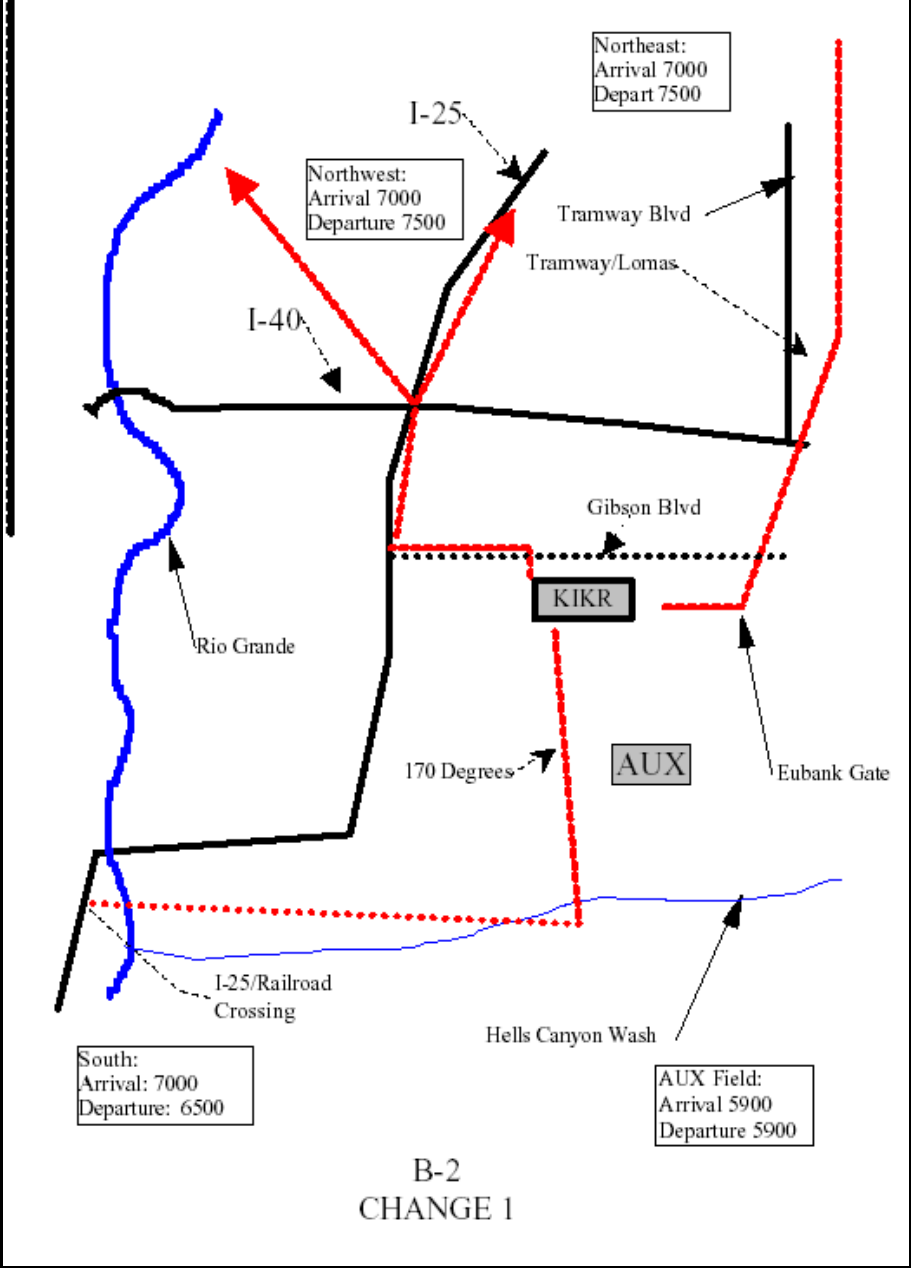 Northeast:
Arrival 7000
Depart 7500
I-25
Northwest:
Arrival 7000
Departure 7500
Tramway Blvd
Tramway/Lomas
I-40
Gibson Blvd
KIKR
Rio Grande
170 Degrees
AUX
Eubank Gate
I-25/Railroad
Crossing
Hells Canyon Wash
South:
Arrival: 7000
Departure: 6500
AUX Field:
Arrival 5900
Departure 5900
B-2
CHANGE 1